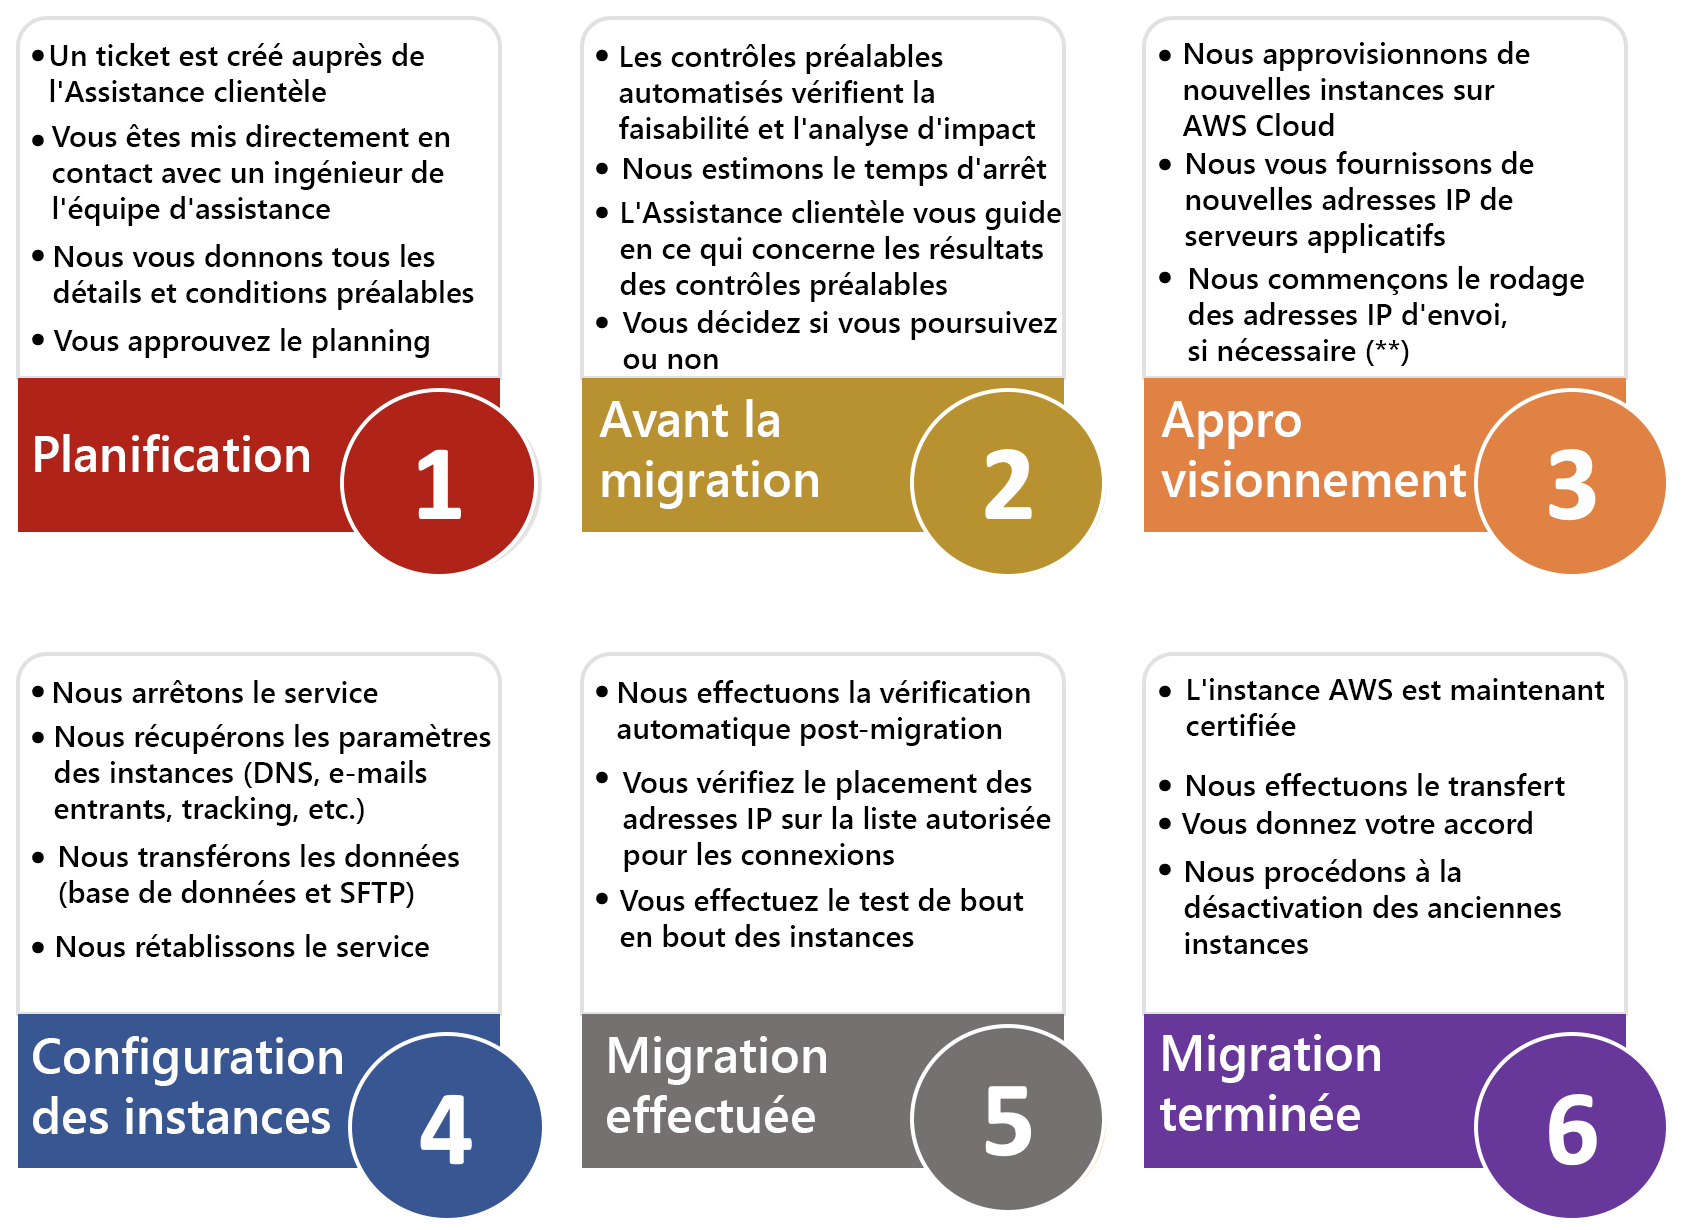 • Un ticket est créé auprès de
l'Assistance clientèle
• Vous êtes mis directement en
contact avec un ingénieur de
l'équipe d'assistance
• Nous vous donnons tous les
détails et conditions préalables
• Vous approuvez le planning
Planification
1
• Les contrôles préalables
automatisés vérifient la
faisabilité et l'analyse d'impact
• Nous estimons le temps d'arrêt
• L'Assistance clientèle vous guide
en ce qui concerne les résultats
des contrôles préalables
• Vous décidez si vous poursuivez
ou non
Avant la
migration
2
• Nous approvisionnons de
nouvelles instances sur
AWS Cloud
• Nous vous fournissons de
nouvelles adresses IP de
serveurs applicatifs
• Nous commençons le rodage
des adresses IP d'envoi,
si nécessaire (**)
Appro
visionnement
3
• Nous arrêtons le service
• Nous récupérons les paramètres
des instances (DNS, e-mails
entrants, tracking, etc.)
• Nous transférons les données
(base de données et SFTP)
• Nous rétablissons le service
Configuration
des instances
4
• Nous effectuons la vérification
automatique post-migration
• Vous vérifiez le placement des
adresses IP sur la liste autorisée
pour les connexions
• Vous effectuez le test de bout
en bout des instances
Migration
effectuée
5
• L'instance AWS est maintenant
certifiée
• Nous effectuons le transfert
• Vous donnez votre accord
• Nous procédons à la
désactivation des anciennes
instances
Migration
terminée
6